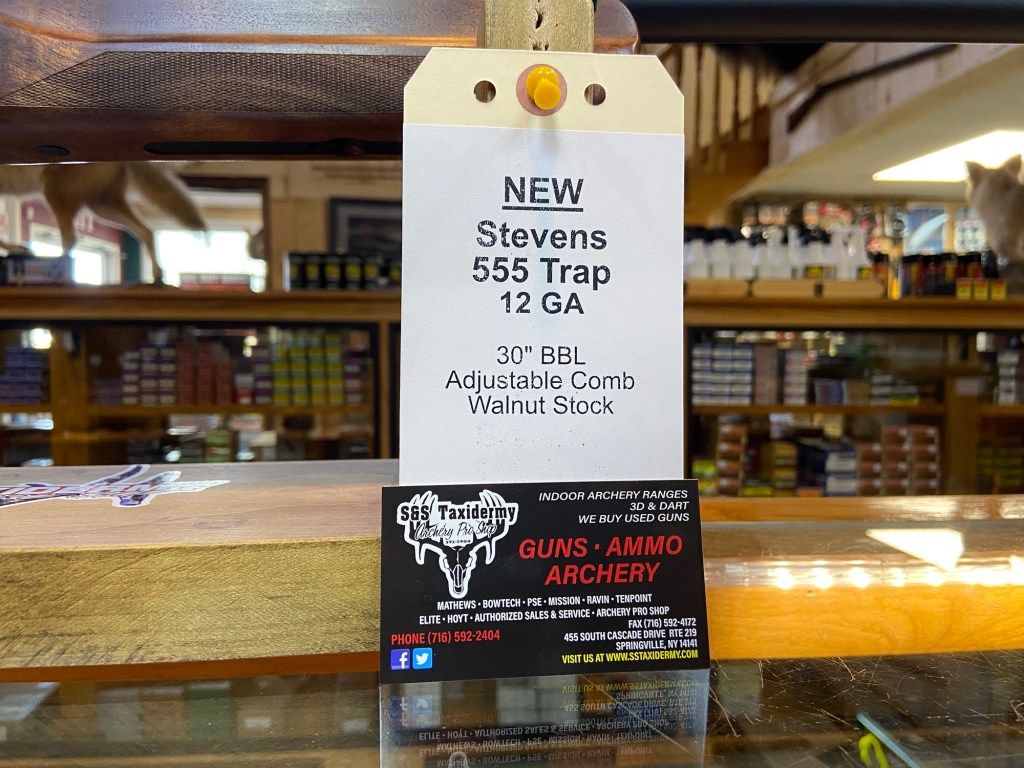 NEW
Stevens
555 Trap
12 GA
30" BBL
Adjustable Comb
Walnut Stock
S&S Taxidermy
Archery Pro Shop
592-2404
INDOOR ARCHERY RANGES
3D & DART
WE BUY USED GUNS
GUNS · AMMO
ARCHERY
MATHEWS · BOWTECH · PSE · MISSION · RAVIN · TENPOINT
ELITE · HOYT · AUTHORIZED SALES & SERVICE · ARCHERY PRO SHOP
FAX (716) 592-4172
PHONE (716) 592-2404
455 SOUTH CASCADE DRIVE RTE 219
SPRINGVILLE, NY 14141
VISIT US AT WWW.SSTAXIDERMY.COM